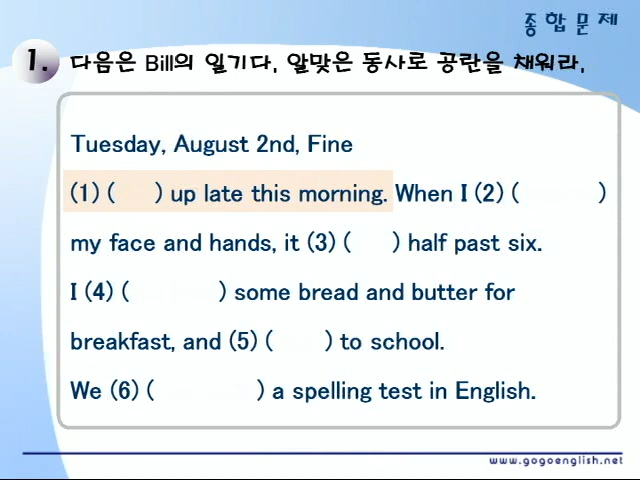 종합문제
1. 다음은 Bill의 일기다. 알맞은 동사로 공란을 채워라.
Tuesday, August 2nd, Fine
(1) (     ) up late this morning. When I (2) (          )
my face and hands, it (3) (     ) half past six.
I (4) (          ) some bread and butter for
breakfast, and (5) (     ) to school.
We (6) (          ) a spelling test in English.
www.gogoenglish.net